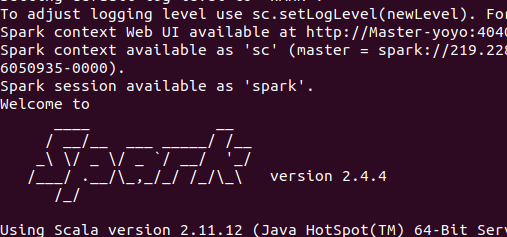 To adjust logging level use sc.setLogLevel(newLevel). For
Spark context Web UI available at http://Master-yoyo:4040
Spark context available as 'sc' (master = spark://219.228
6050935-0000).
Spark session available as 'spark'.
Welcome to
      ____              __
     / __/__  ___ _____/ /__
    _\ \/ _ \/ _ `/ __/  '_/
   /___/ .__/\_,_/_/ /_/\_\   version 2.4.4
      /_/
Using Scala version 2.11.12 (Java HotSpot(TM) 64-Bit Serv